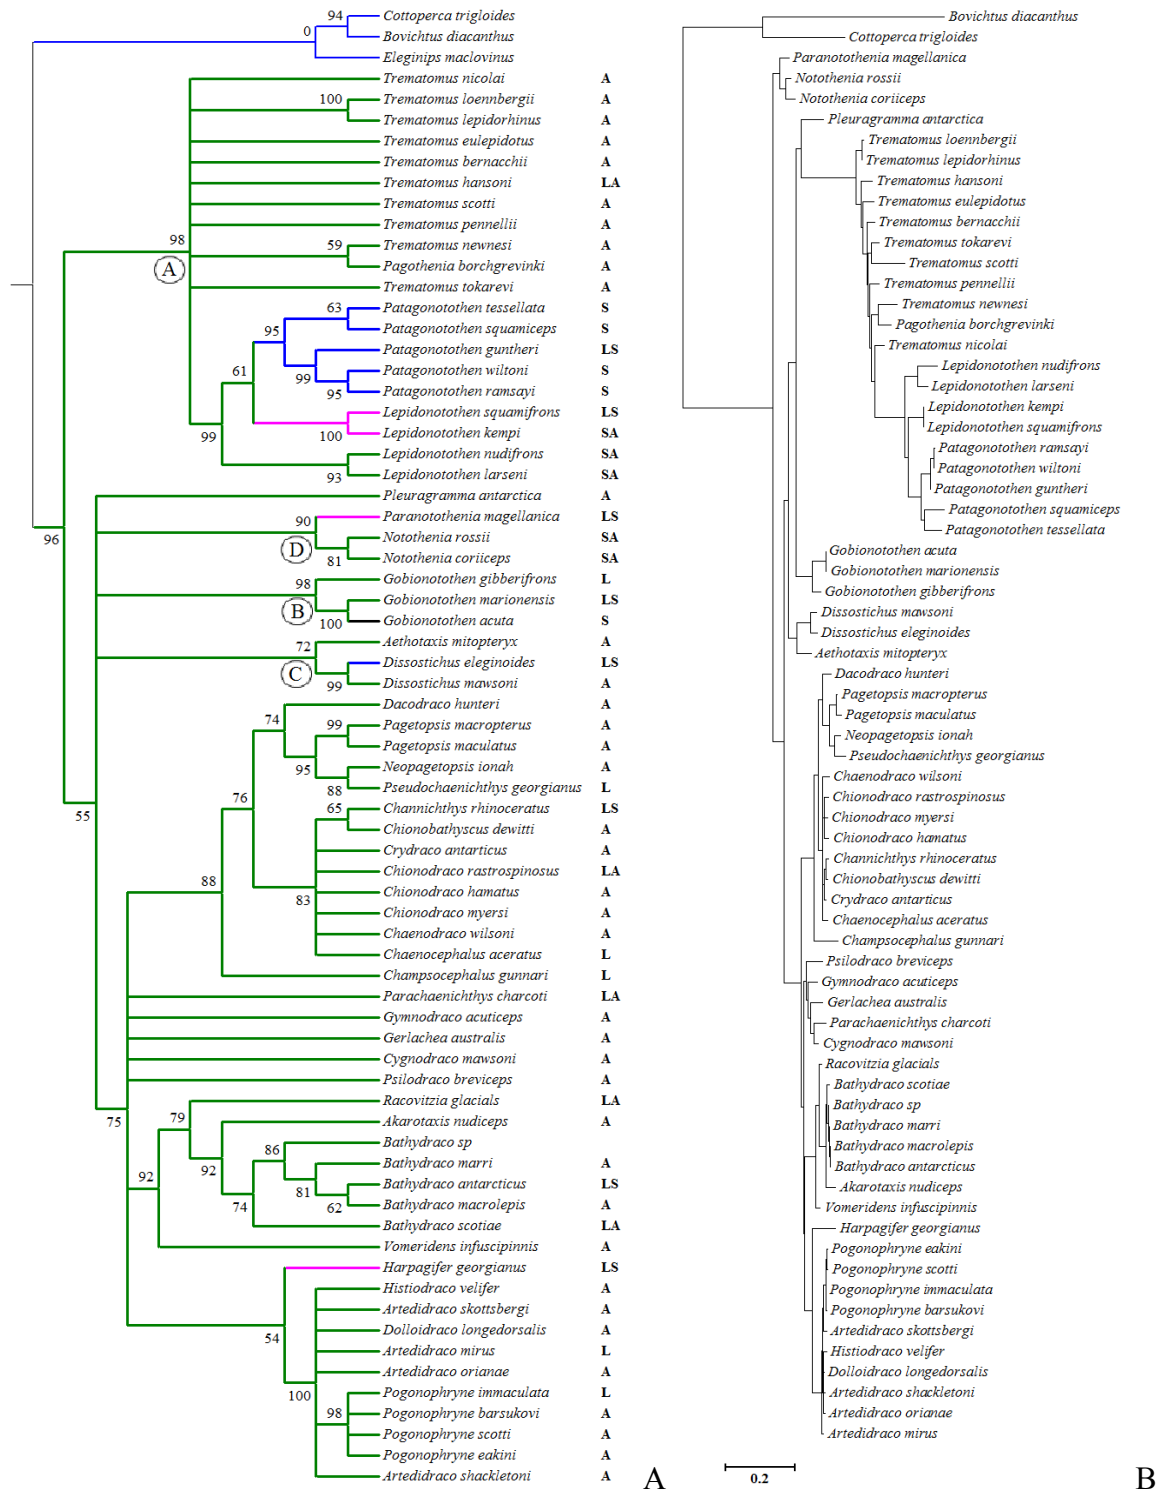 94
Cottoperca trigloides
0
Bovichtus diacanthus
Eleginips maclovinus
Trematomus nicolai A
100
Trematomus loennbergii A
Trematomus lepidorhinus A
Trematomus eulepidotus A
Trematomus bernacchii A
Trematomus hansoni LA
Trematomus scotti A
Trematomus pennellii A
98
A
59
Trematomus newnesi A
Pagothenia borchgrevinki A
Trematomus tokarevi A
63
Patagonotothen tessellata S
95
Patagonotothen squamiceps S
Patagonotothen guntheri LS
99
Patagonotothen wiltoni S
95
Patagonotothen ramsayi S
61
Lepidonotothen squamifrons LS
100
Lepidonotothen kempi SA
99
Lepidonotothen nudifrons SA
93
Lepidonotothen larseni SA
Pleuragramma antarctica A
96
90
Paranotothenia magellanica LS
D
Notothenia rossii SA
81
Notothenia coriiceps SA
98
Gobionotothen gibberifrons L
B
Gobionotothen marionensis LS
100
Gobionotothen acuta S
72
Aethotaxis mitopteryx A
C
Dissostichus eleginoides LS
99
Dissostichus mawsoni A
74
Dacodraco hunteri A
99
Pagetopsis macropterus A
Pagetopsis maculatus A
95
Neopagetopsis ionah A
88
Pseudochaenichthys georgianus L
76
65
Channichthys rhinoceratus LS
55
Chionobathyscus dewitti A
Crydraco antarticus A
Chionodraco rastrospinosus LA
88
83
Chionodraco hamatus A
Chionodraco myersi A
Chaenodraco wilsoni A
Chaenocephalus aceratus L
Champsocephalus gunnari L
Parachaenichthys charcoti LA
Gymnodraco acuticeps A
Gerlachea australis A
Cygnodraco mawsoni A
Psilodraco breviceps A
75
79
Racovitzia glacials LA
Akarotaxis nudiceps A
92
92
86
Bathydraco sp
Bathydraco marri A
81
Bathydraco antarcticus LS
74
62
Bathydraco macrolepis A
Bathydraco scotiae LA
Vomeridens infuscipinnis A
Harpagifer georgianus LS
Histiodraco velifer A
Artedidraco skottsbergi A
54
Dolloidraco longedorsalis A
Artedidraco mirus L
Artedidraco orianae A
100
Pogonophryne immaculata L
98
Pogonophryne barsukovi A
Pogonophryne scotti A
Pogonophryne eakini A
Artedidraco shackletoni A
A
Bovichtus diacanthus
Cottoperca trigloides
Paranotothenia magellanica
Notothenia rossii
Notothenia coriiceps
Pleuragramma antarctica
Trematomus loennbergii
Trematomus lepidorhinus
Trematomus hansoni
Trematomus eulepidotus
Trematomus bernacchii
Trematomus tokarevi
Trematomus scotti
Trematomus pennellii
Trematomus newnesi
Pagothenia borchgrevinki
Trematomus nicolai
Lepidonotothen nudifrons
Lepidonotothen larseni
Lepidonotothen kempi
Lepidonotothen squamifrons
Patagonotothen ramsayi
Patagonotothen wiltoni
Patagonotothen guntheri
Patagonotothen squamiceps
Patagonotothen tessellata
Gobionotothen acuta
Gobionotothen marionensis
Gobionotothen gibberifrons
Dissostichus mawsoni
Dissostichus eleginoides
Aethotaxis mitopteryx
Dacodraco hunteri
Pagetopsis macropterus
Pagetopsis maculatus
Neopagetopsis ionah
Pseudochaenichthys georgianus
Chaenodraco wilsoni
Chionodraco rastrospinosus
Chionodraco myersi
Chionodraco hamatus
Channichthys rhinoceratus
Chionobathyscus dewitti
Crydraco antarticus
Chaenocephalus aceratus
Champsocephalus gunnari
Psilodraco breviceps
Gymnodraco acuticeps
Gerlachea australis
Parachaenichthys charcoti
Cygnodraco mawsoni
Racovitzia glacials
Bathydraco scotiae
Bathydraco sp
Bathydraco marri
Bathydraco macrolepis
Bathydraco antarcticus
Akarotaxis nudiceps
Vomeridens infuscipinnis
Harpagifer georgianus
Pogonophryne eakini
Pogonophryne scotti
Pogonophryne immaculata
Pogonophryne barsukovi
Artedidraco skottsbergi
Histiodraco velifer
Dolloidraco longedorsalis
Artedidraco shackletoni
Artedidraco orianae
Artedidraco mirus
0.2
B